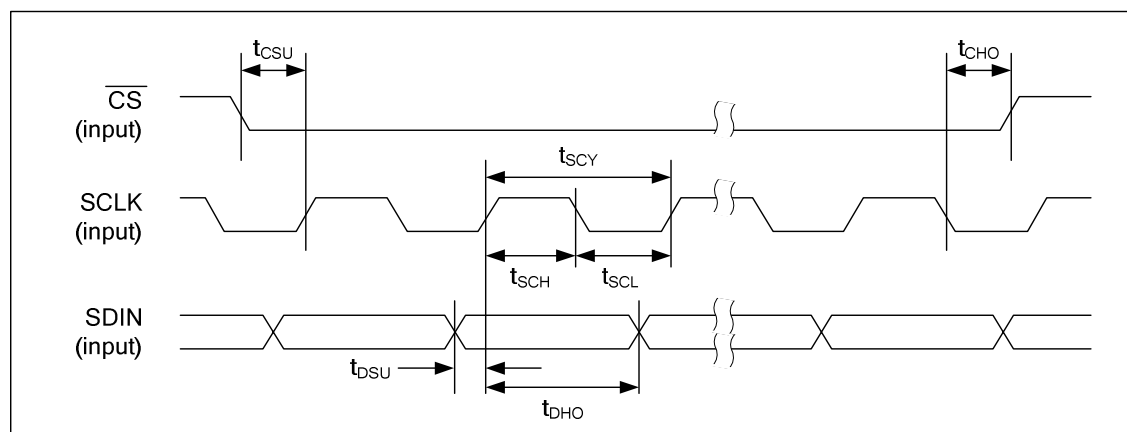 tCSU
tCHO
CS
(input)
tSCY
SCLK
(input)
tSCH
tSCL
SDIN
(input)
tDSU
tDHO